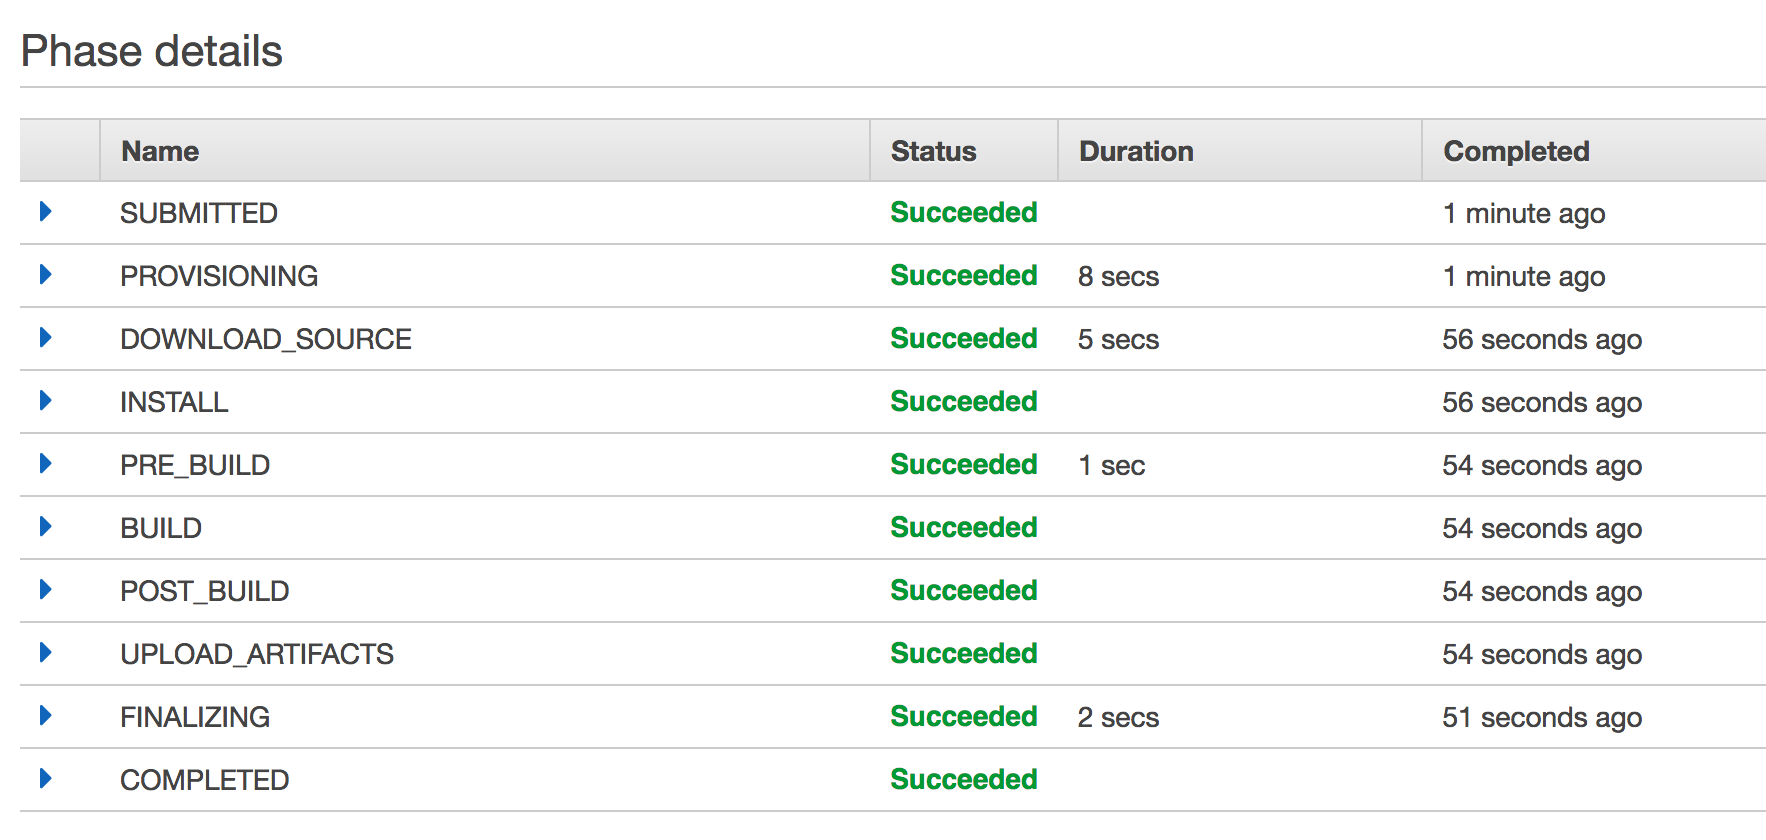 Phase details
Name Status Duration Completed
SUBMITTED Succeeded 1 minute ago
PROVISIONING Succeeded 8 secs 1 minute ago
DOWNLOAD_SOURCE Succeeded 5 secs 56 seconds ago
INSTALL Succeeded 56 seconds ago
PRE_BUILD Succeeded 1 sec 54 seconds ago
BUILD Succeeded 54 seconds ago
POST_BUILD Succeeded 54 seconds ago
UPLOAD_ARTIFACTS Succeeded 54 seconds ago
FINALIZING Succeeded 2 secs 51 seconds ago
COMPLETED Succeeded